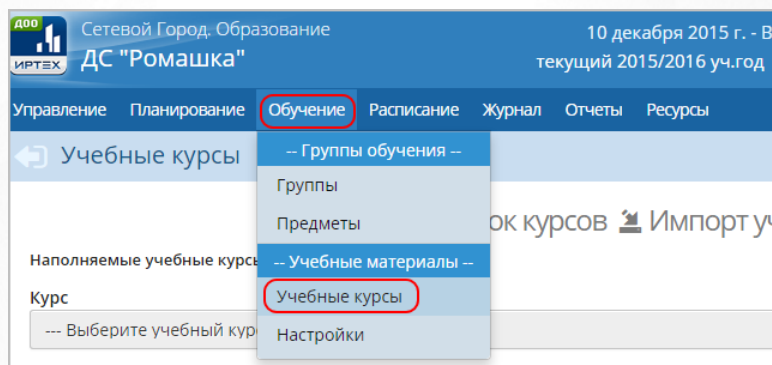 ДОО
ИРТЕХ
Сетевой Город. Образование
ДС "Ромашка"
10 декабря 2015 г. - В
текущий 2015/2016 уч.год
Управление Планирование Обучение Расписание Журнал Отчеты Ресурсы
Учебные курсы
-- Группы обучения --
Группы
Предметы
ок курсов Импорт уч
Наполняемые учебные курсы
-- Учебные материалы --
Курс
Учебные курсы
--- Выберите учебный кур
Настройки